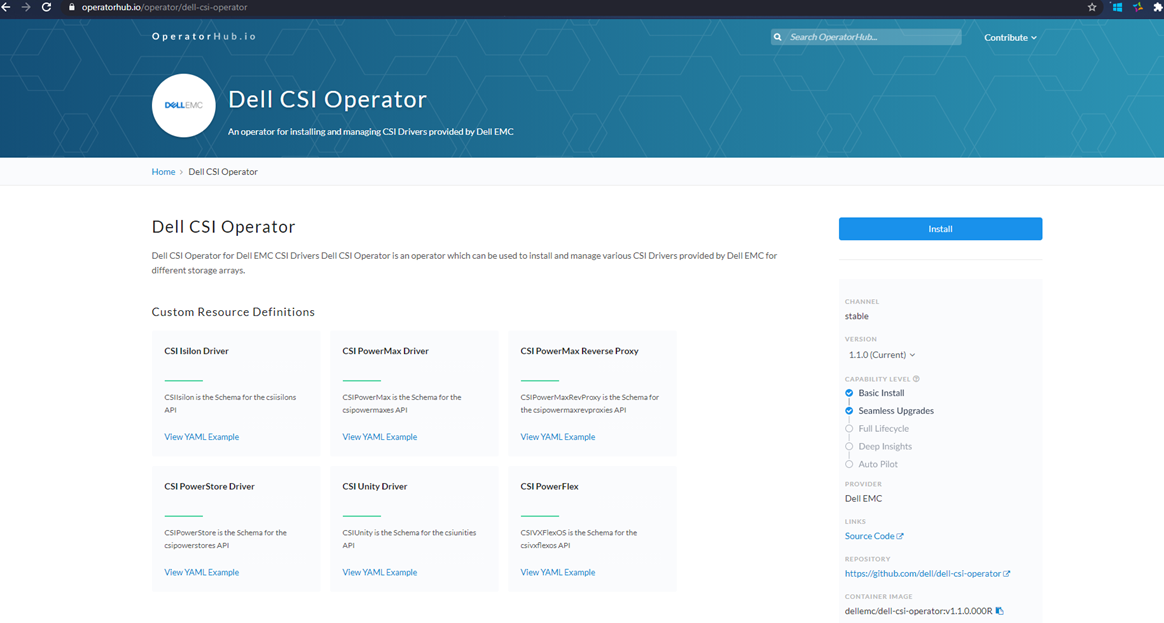 operatorhub.io/operator/dell-csi-operator
OperatorHub.io
Search OperatorHub...
Contribute
DELLEMC
Dell CSI Operator
An operator for installing and managing CSI Drivers provided by Dell EMC
Home > Dell CSI Operator
Dell CSI Operator
Dell CSI Operator for Dell EMC CSI Drivers Dell CSI Operator is an operator which can be used to install and manage various CSI Drivers provided by Dell EMC for
different storage arrays.
Custom Resource Definitions
CSI Isilon Driver
CSIIsilon is the Schema for the csiisilons
API
View YAML Example
CSI PowerMax Driver
CSIPowerMax is the Schema for the
csipowermaxes API
View YAML Example
CSI PowerMax Reverse Proxy
CSIPowerMaxRevProxy is the Schema for
the csipowermaxrevproxies API
View YAML Example
CSI PowerStore Driver
CSIPowerStore is the Schema for the
csipowerstores API
View YAML Example
CSI Unity Driver
CSIUnity is the Schema for the csiunities
API
View YAML Example
CSI PowerFlex
CSIVXFlexOS is the Schema for the
csivxflexos API
View YAML Example
Install
CHANNEL
stable
VERSION
1.1.0 (Current)
CAPABILITY LEVEL
Basic Install
Seamless Upgrades
Full Lifecycle
Deep Insights
Auto Pilot
PROVIDER
Dell EMC
LINKS
Source Code
REPOSITORY
https://github.com/dell/dell-csi-operator
CONTAINER IMAGE
dellemc/dell-csi-operator:v1.1.0.000R